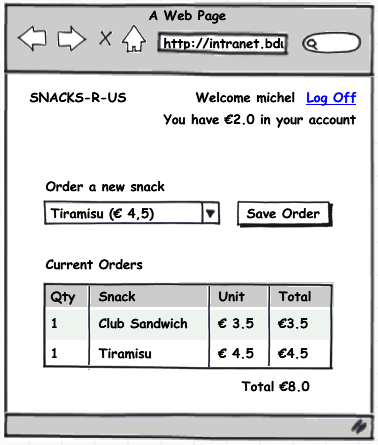 A Web Page
http://intranet.bdu
SNACKS-R-US
Welcome michel Log Off
You have €2.0 in your account
Order a new snack
Tiramisu (€ 4,5)
Save Order
Current Orders
Qty Snack Unit Total
1 Club Sandwich € 3.5 €3.5
1 Tiramisu € 4.5 €4.5
Total €8.0